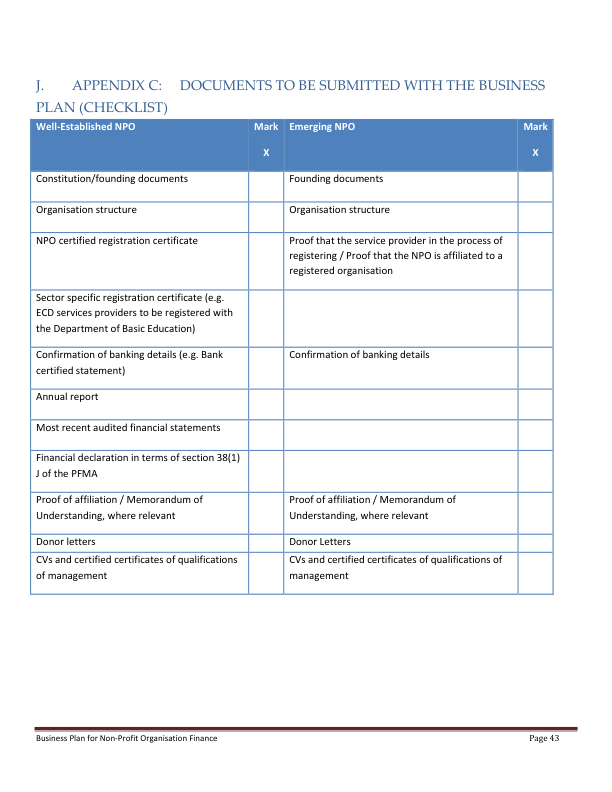 J. APPENDIX C: DOCUMENTS TO BE SUBMITTED WITH THE BUSINESS
PLAN (CHECKLIST)
Well-Established NPO Mark Emerging NPO Mark
X X
Constitution/founding documents Founding documents
Organisation structure Organisation structure
NPO certified registration certificate Proof that the service provider in the process of
registering / Proof that the NPO is affiliated to a
registered organisation
Sector specific registration certificate (e.g.
ECD services providers to be registered with
the Department of Basic Education)
Confirmation of banking details (e.g. Bank Confirmation of banking details
certified statement)
Annual report
Most recent audited financial statements
Financial declaration in terms of section 38(1)
J of the PFMA
Proof of affiliation / Memorandum of Proof of affiliation / Memorandum of
Understanding, where relevant Understanding, where relevant
Donor letters Donor Letters
CVs and certified certificates of qualifications CVs and certified certificates of qualifications of
of management management
Business Plan for Non-Profit Organisation Finance Page 43